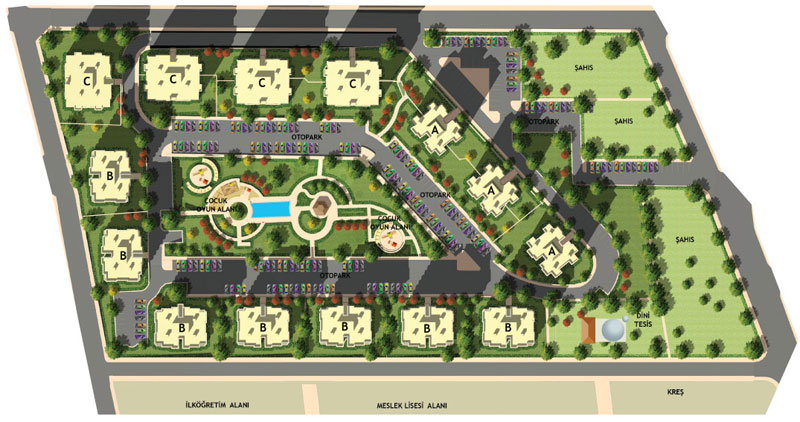 ŞAHIS
C
C
C
C
A
OTOPARK
ŞAHIS
OTOPARK
B
A
OTOPARK
ÇOCUK
OYUN ALANI
ÇOCUK
OYUN ALANI
B
A
ŞAHIS
OTOPARK
DİNİ
TESİS
B
B
B
B
B
KREŞ
İLKÖĞRETİM ALANI
MESLEK LİSESİ ALANI